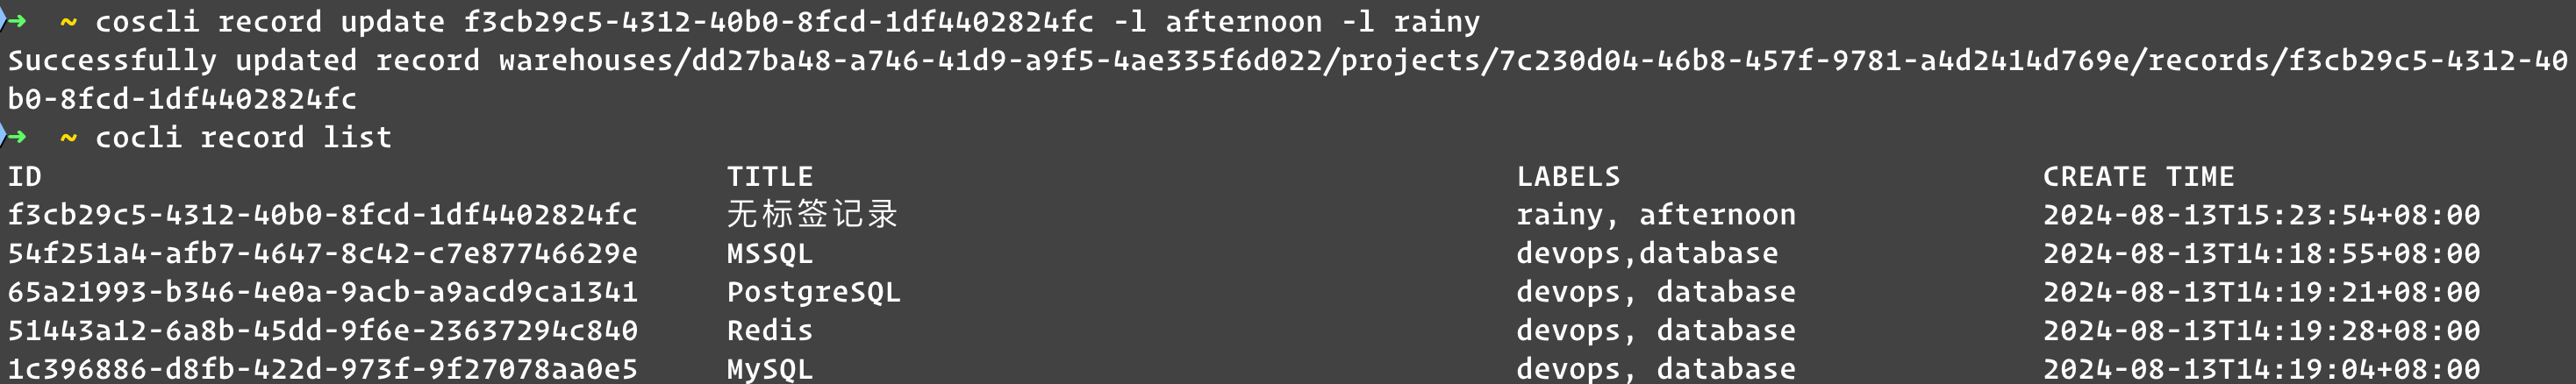 ➜  ~ coscli record update f3cb29c5-4312-40b0-8fcd-1df4402824fc -l afternoon -l rainy
Successfully updated record warehouses/dd27ba48-a746-41d9-a9f5-4ae335f6d022/projects/7c230d04-46b8-457f-9781-a4d2414d769e/records/f3cb29c5-4312-40
b0-8fcd-1df4402824fc
➜  ~ cocli record list
ID TITLE LABELS CREATE TIME
f3cb29c5-4312-40b0-8fcd-1df4402824fc 无标签记录 rainy, afternoon 2024-08-13T15:23:54+08:00
54f251a4-afb7-4647-8c42-c7e87746629e MSSQL devops,database 2024-08-13T14:18:55+08:00
65a21993-b346-4e0a-9acb-a9acd9ca1341 PostgreSQL devops, database 2024-08-13T14:19:21+08:00
51443a12-6a8b-45dd-9f6e-23637294c840 Redis devops, database 2024-08-13T14:19:28+08:00
1c396886-d8fb-422d-973f-9f27078aa0e5 MySQL devops, database 2024-08-13T14:19:04+08:00